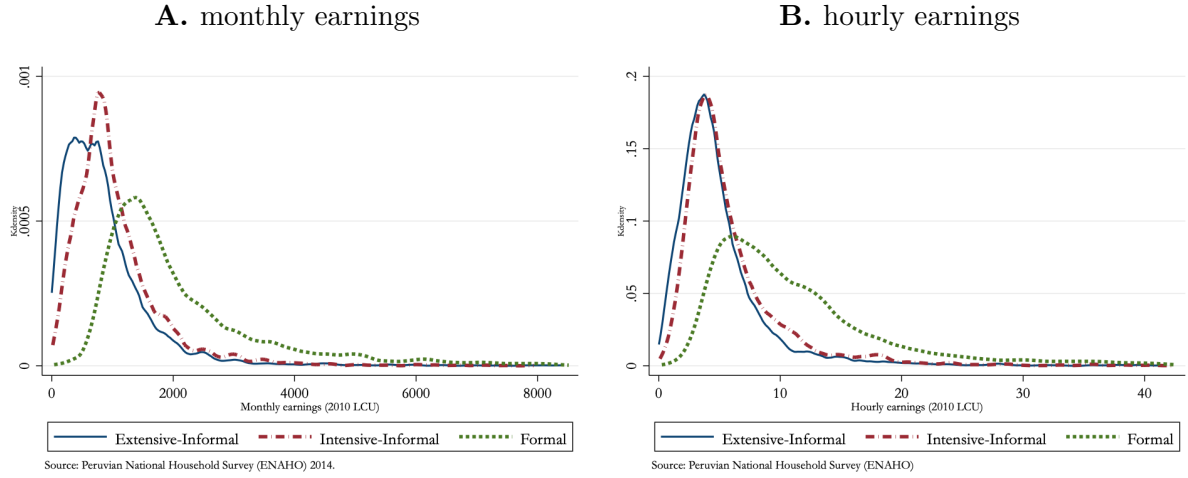 A. monthly earnings
.001
.0005
0
Kdensity
0 2000 4000 6000 8000
Monthly earnings (2010 LCU)
Extensive-Informal Intensive-Informal Formal
Source: Peruvian National Household Survey (ENAHO) 2014.
B. hourly earnings
.2
.15
.1
.05
0
Kdensity
0 10 20 30 40
Hourly earnings (2010 LCU)
Extensive-Informal Intensive-Informal Formal
Source: Peruvian National Household Survey (ENAHO)